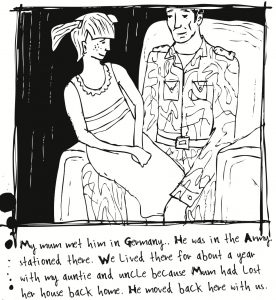 My mum met him in Germany.. He was in the Army
stationed there. We Lived there for about a year
with my auntie and uncle because Mum had Lost
her house back home. He moved back here with us.